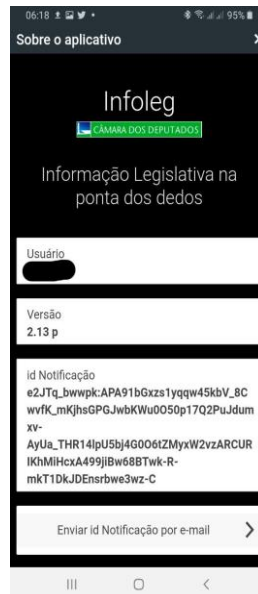 06:18
95%
Sobre o aplicativo
Infoleg
CÂMARA DOS DEPUTADOS
Informação Legislativa na
ponta dos dedos
Usuário
Versão
2.13 p
id Notificação
e2JTq_bwwpk:APA91bGxzs1yqqw45kbV_8C
wvfK_mKjhsGPGJwbKWu0O50p17Q2PuJdum
xv-
AyUa_THR14lpU5bj4G0O6tZMyxW2vzARCUR
IKhMiHcxA499jiBw68BTwk-R-
mkT1DkJDEnsrbwe3wz-C
Enviar id Notificação por e-mail